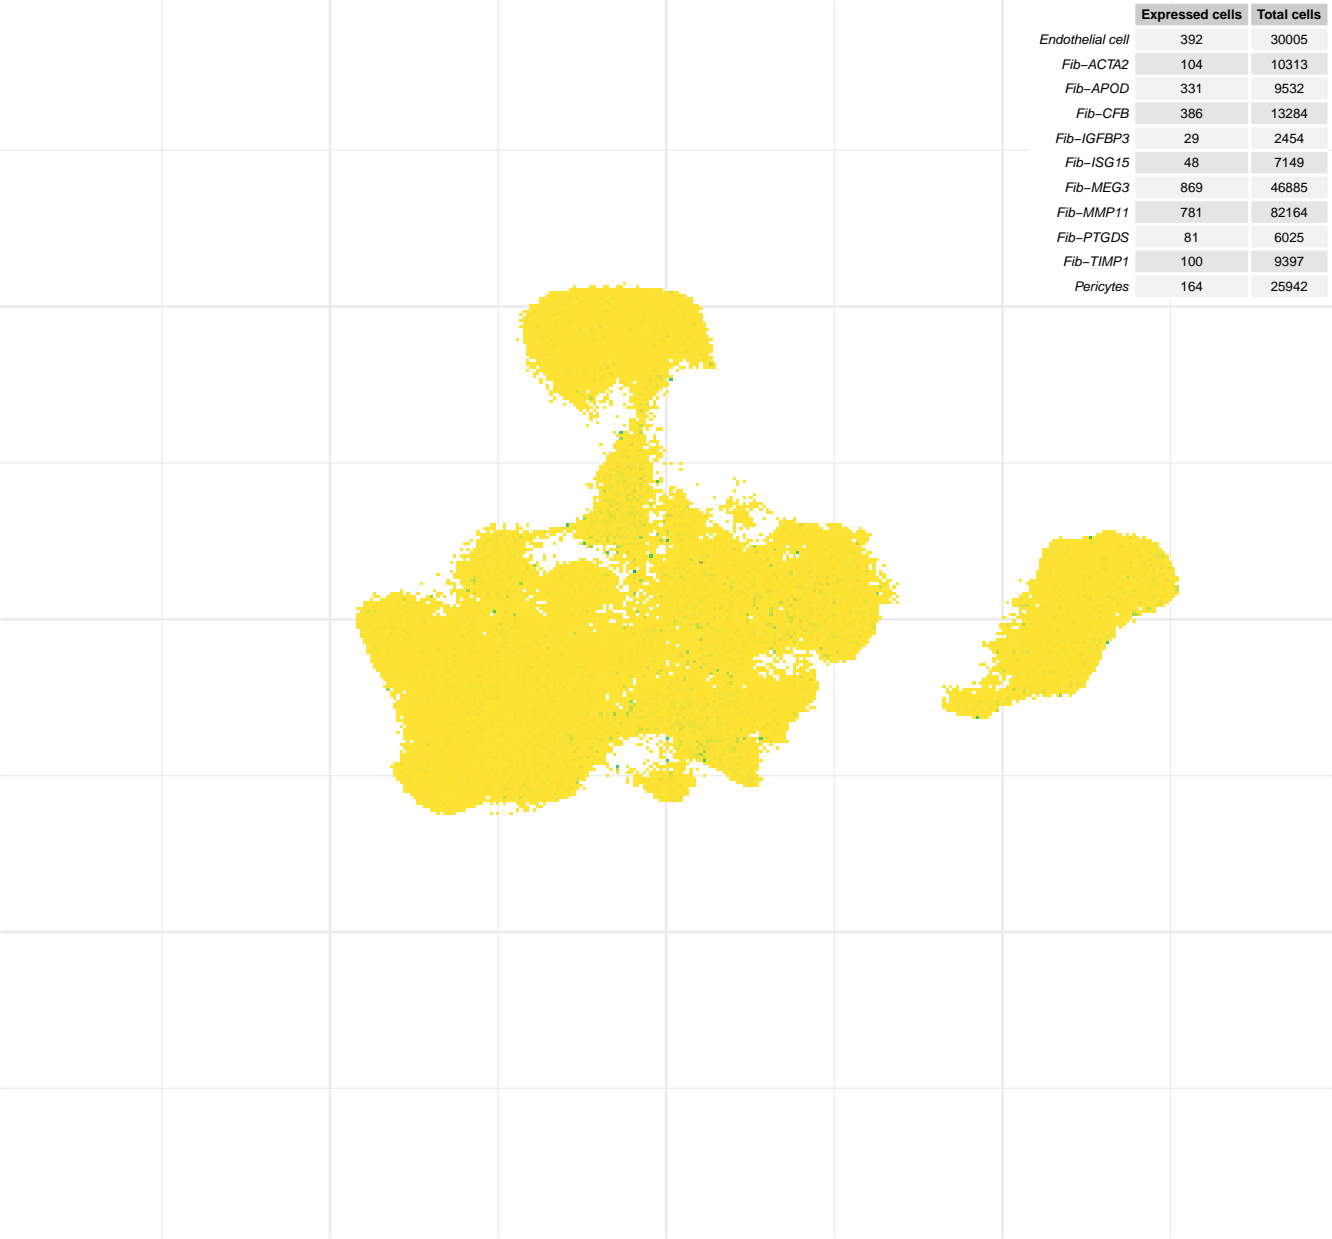 Expressed cells Total cells
Endothelial cell 392 30005
Fib−ACTA2 104 10313
Fib−APOD 331 9532
Fib−CFB 386 13284
Fib−IGFBP3 29 2454
Fib−ISG15 48 7149
Fib−MEG3 869 46885
Fib−MMP11 781 82164
Fib−PTGDS 81 6025
Fib−TIMP1 100 9397
Pericytes 164 25942